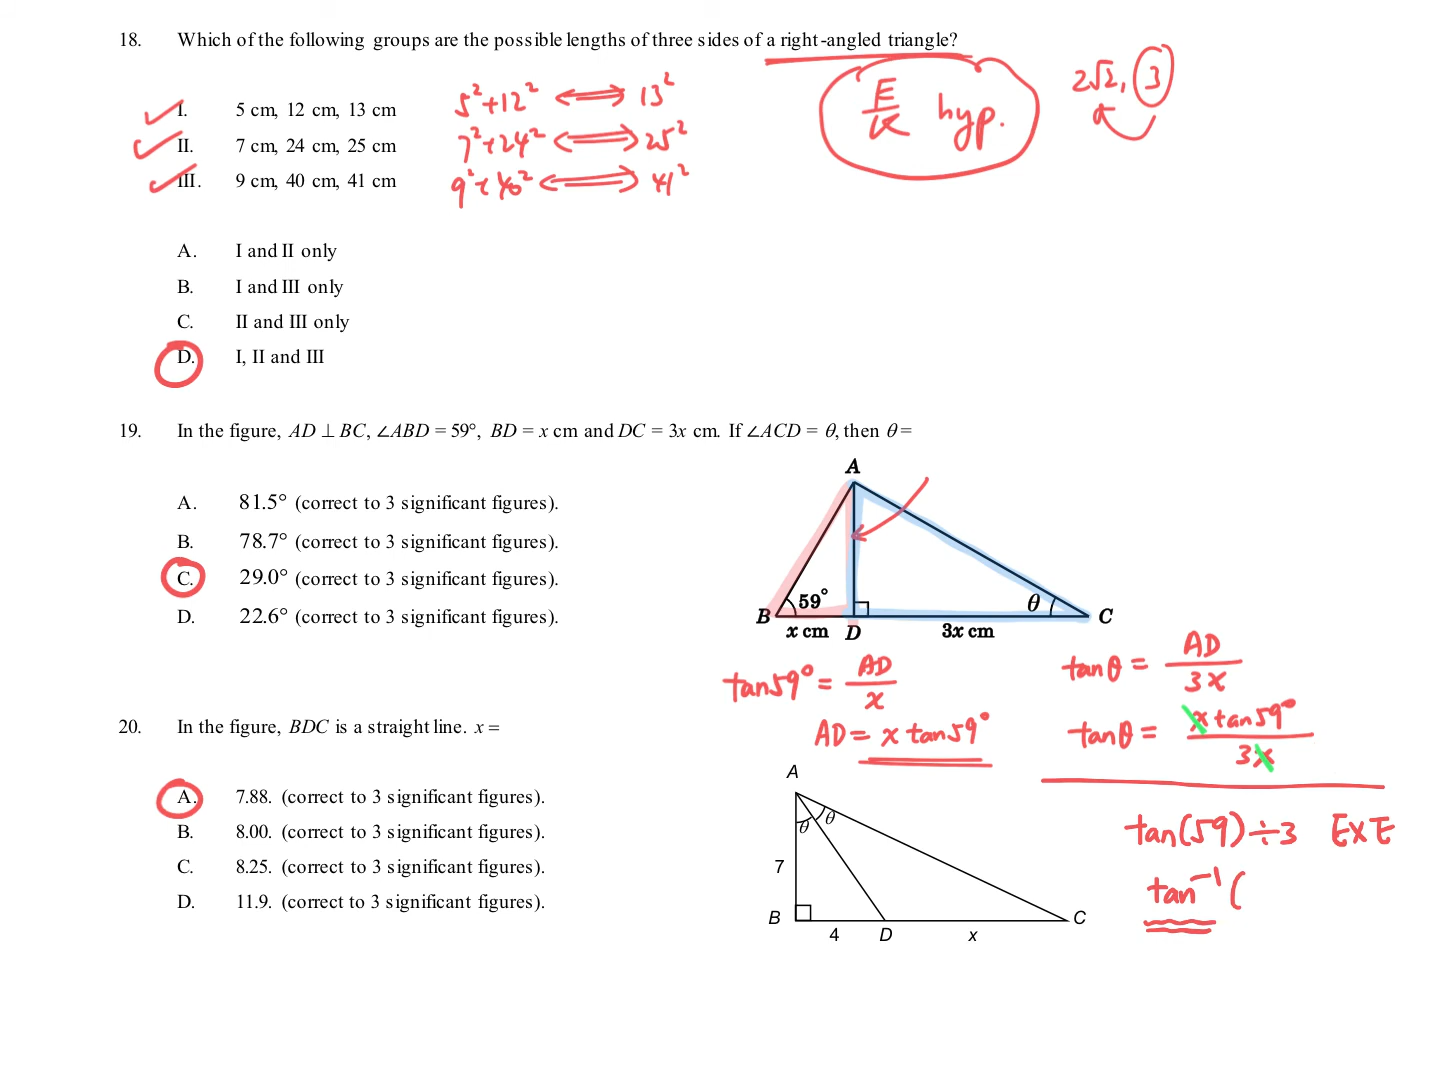 18. Which of the following groups are the possible lengths of three sides of a right-angled triangle?
I. 5 cm, 12 cm, 13 cm
II. 7 cm, 24 cm, 25 cm
III. 9 cm, 40 cm, 41 cm
5²+12² ⟺ 13²
7²+24² ⟺ 25²
9²+40² ⟺ 41²
hyp.
2√2, 3
A. I and II only
B. I and III only
C. II and III only
D. I, II and III
19. In the figure, AD ⊥ BC, ∠ABD = 59°, BD = x cm and DC = 3x cm. If ∠ACD = θ, then θ =
A. 81.5° (correct to 3 significant figures).
B. 78.7° (correct to 3 significant figures).
C. 29.0° (correct to 3 significant figures).
D. 22.6° (correct to 3 significant figures).
A
59°
θ
B
C
x cm
D
3x cm
tan59° = AD/x
AD = x tan59°
tanθ = AD/3x
tanθ = x tan59°/3x
tan(59)÷3 EXE
tan⁻¹(
20. In the figure, BDC is a straight line. x =
A. 7.88. (correct to 3 significant figures).
B. 8.00. (correct to 3 significant figures).
C. 8.25. (correct to 3 significant figures).
D. 11.9. (correct to 3 significant figures).
A
θ
θ
7
B
C
4
D
x